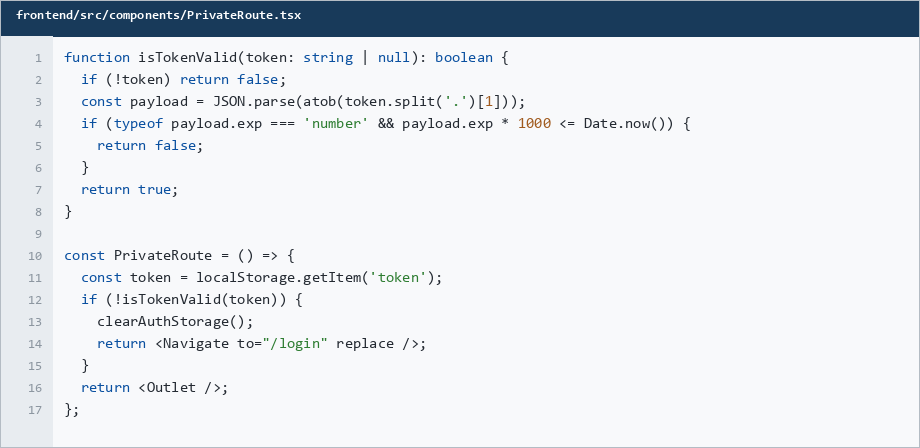 frontend/src/components/PrivateRoute.tsx
1 function isTokenValid(token: string | null): boolean {
2   if (!token) return false;
3   const payload = JSON.parse(atob(token.split('.')[1]));
4   if (typeof payload.exp === 'number' && payload.exp * 1000 <= Date.now()) {
5     return false;
6   }
7   return true;
8 }
9
10 const PrivateRoute = () => {
11   const token = localStorage.getItem('token');
12   if (!isTokenValid(token)) {
13     clearAuthStorage();
14     return <Navigate to="/login" replace />;
15   }
16   return <Outlet />;
17 };